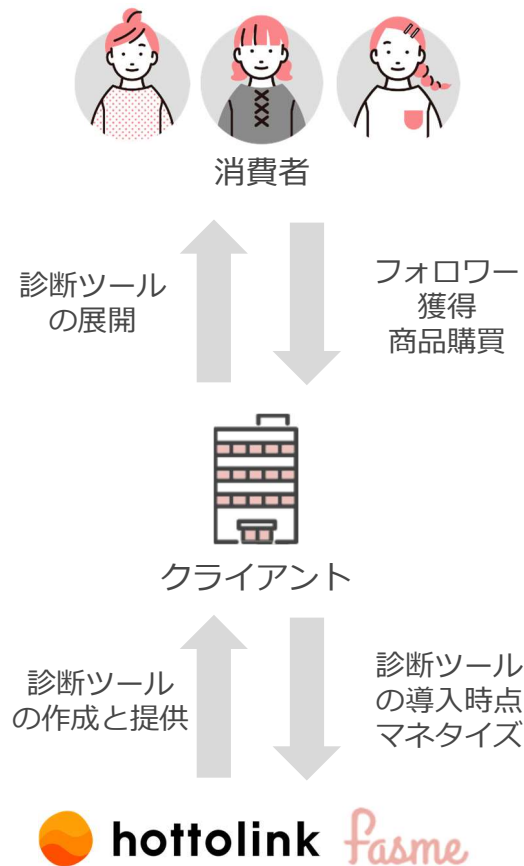 消費者
診断ツール
の展開
フォロワー
獲得
商品購買
クライアント
診断ツール
の作成と提供
診断ツール
の導入時点
マネタイズ
hottolink fasme